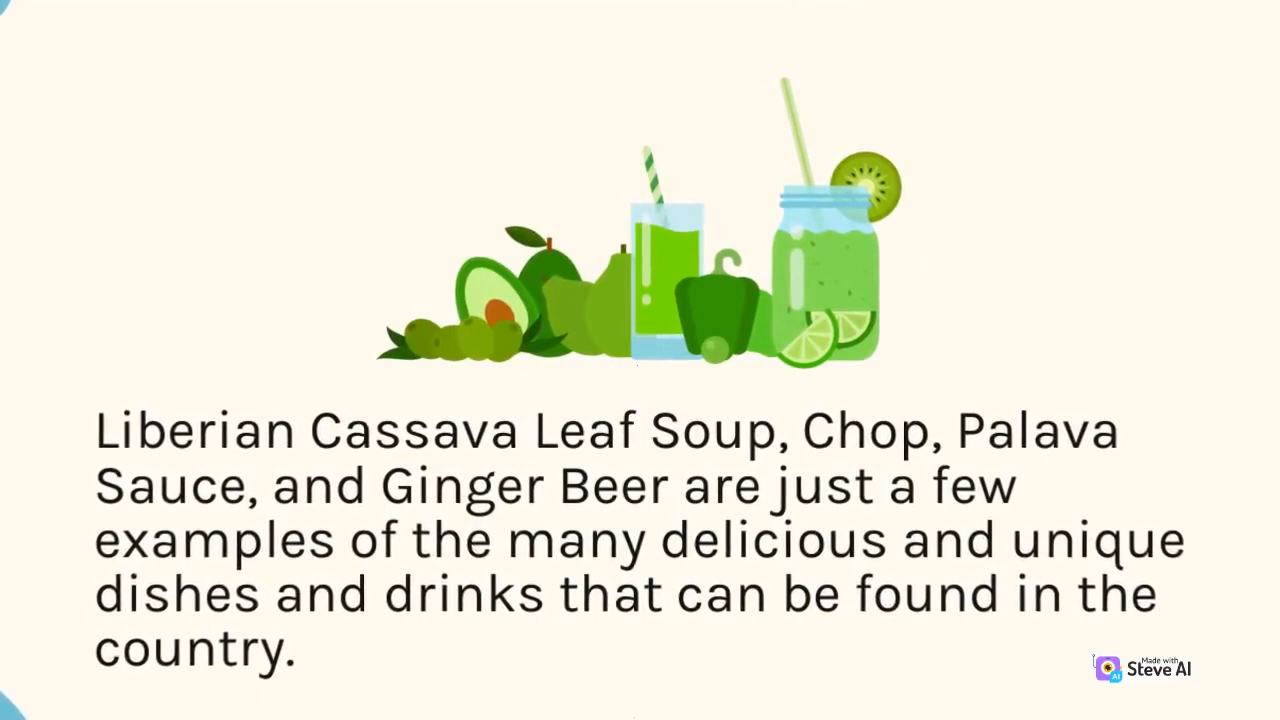 Liberian Cassava Leaf Soup, Chop, Palava
Sauce, and Ginger Beer are just a few
examples of the many delicious and unique
dishes and drinks that can be found in the
country.
Made with
Steve AI
AI